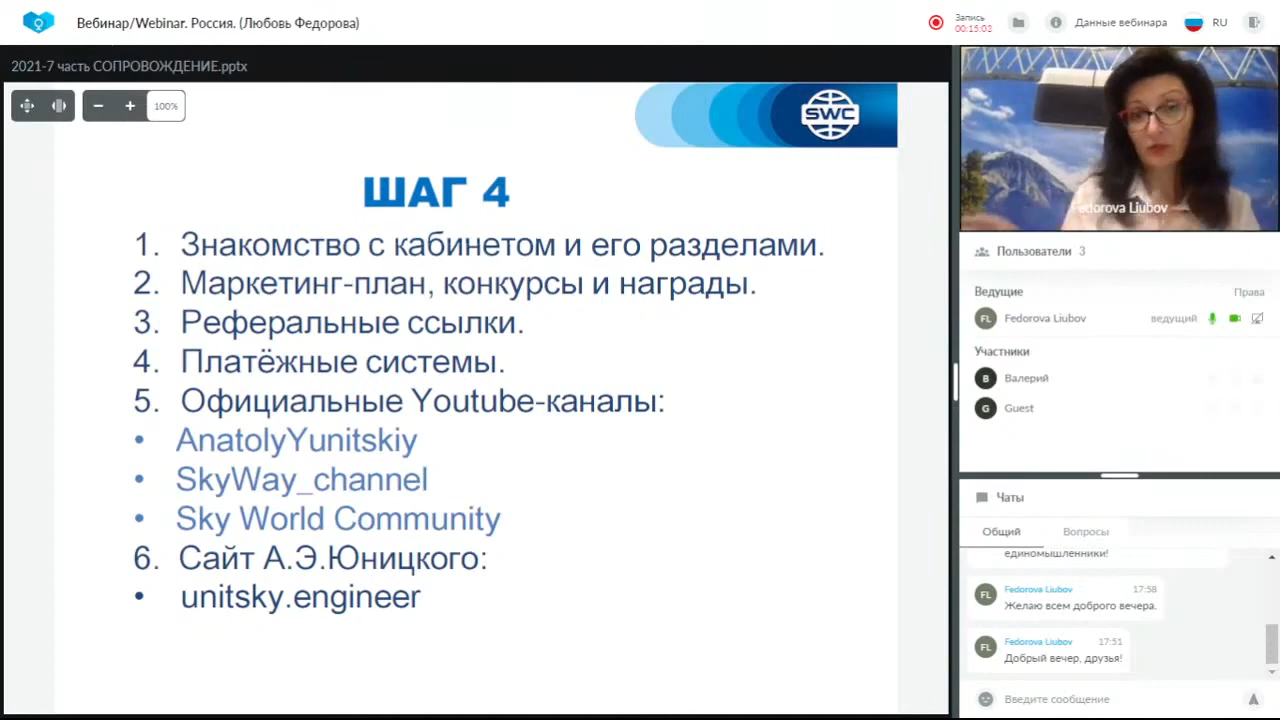 Вебинар/Webinar. Россия. (Любовь Федорова)
Запись
00:15:02
Данные вебинара
RU
2021-7 часть СОПРОВОЖДЕНИЕ.pptx
100%
SWC
ШАГ 4
1. Знакомство с кабинетом и его разделами.
2. Маркетинг-план, конкурсы и награды.
3. Реферальные ссылки.
4. Платёжные системы.
5. Официальные Youtube-каналы:
• AnatolyYunitskiy
• SkyWay_channel
• Sky World Community
6. Сайт А.Э.Юницкого:
• unitsky.engineer
Fedorova Liubov
Пользователи 3
Ведущие Права
FL Fedorova Liubov ведущий
Участники
В Валерий
G Guest
Чаты
Общий Вопросы
единомышленники!
FL Fedorova Liubov 17:58
Желаю всем доброго вечера.
FL Fedorova Liubov 17:51
Добрый вечер, друзья!
Введите сообщение